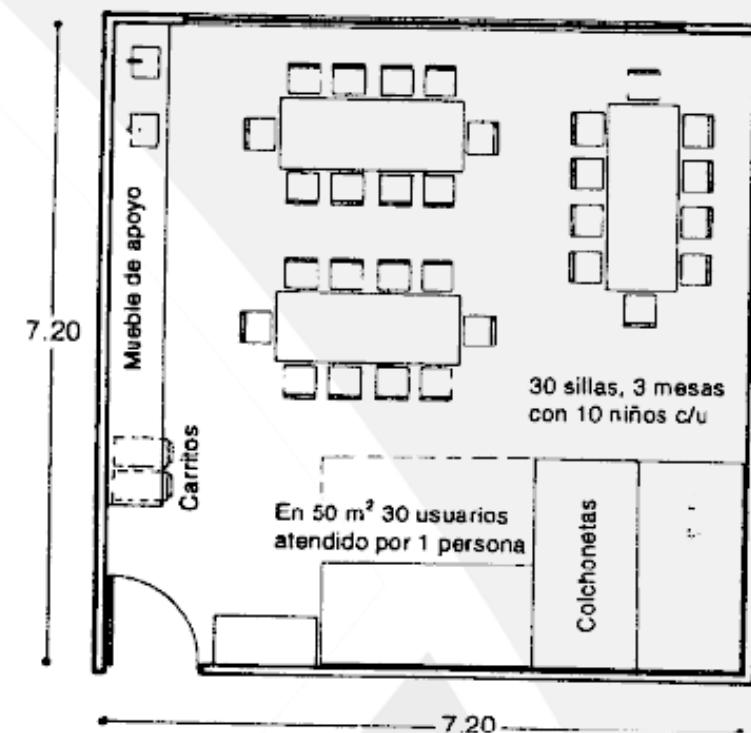 7.20
Mueble de apoyo
Carritos
30 sillas, 3 mesas
con 10 niños c/u
En 50 m² 30 usuarios
atendido por 1 persona
Colchonetas
7.20